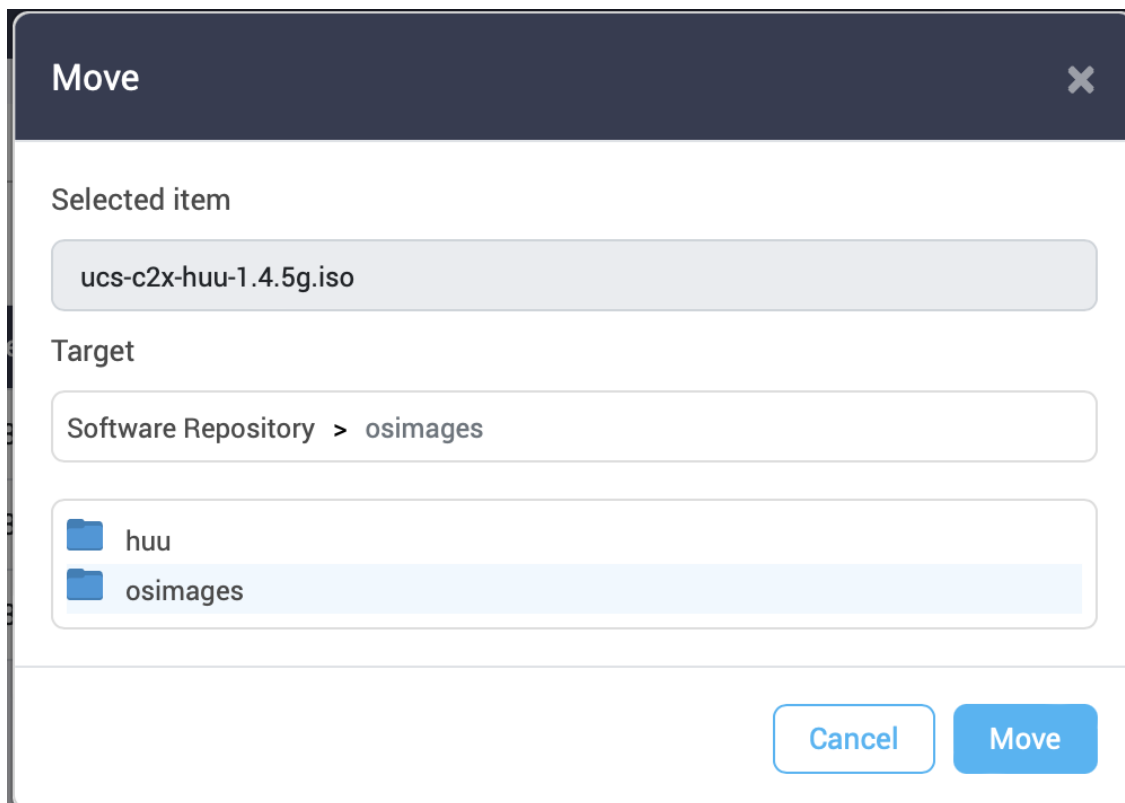 Move
Selected item
ucs-c2x-huu-1.4.5g.iso
Target
Software Repository > osimages
huu
osimages
Cancel Move